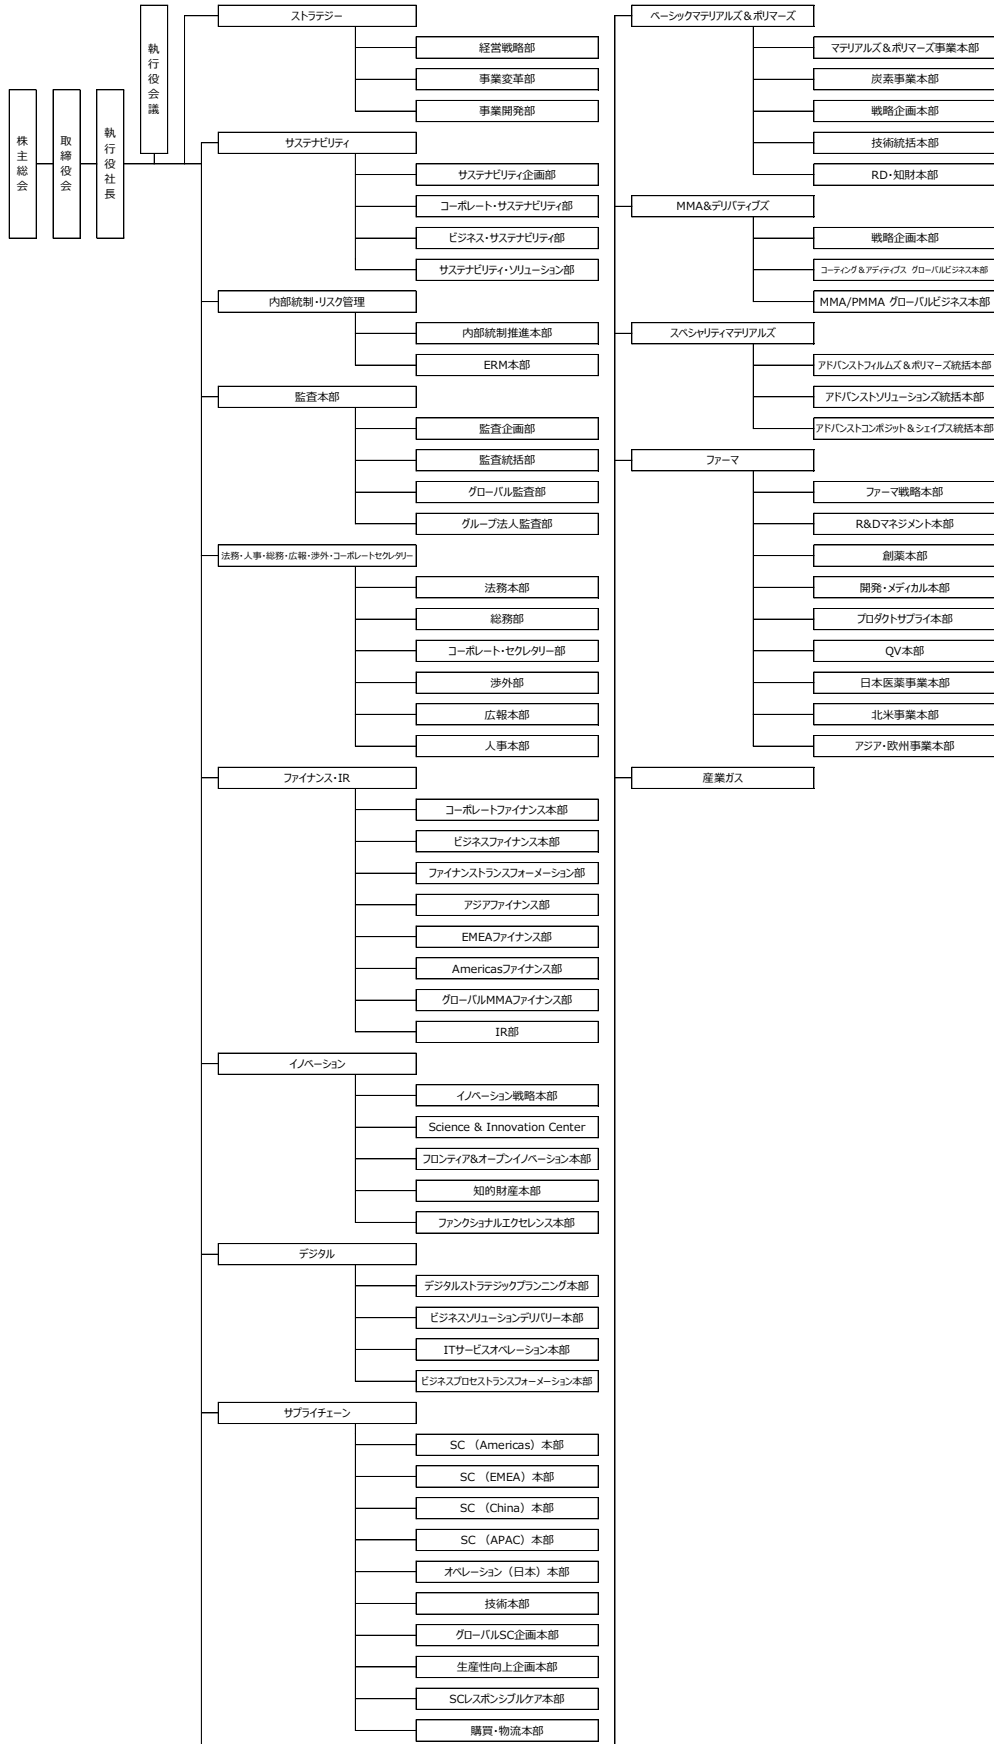 株主総会
取締役会
執行役社長
執行役会議
ストラテジー
経営戦略部
事業変革部
事業開発部
サステナビリティ
サステナビリティ企画部
コーポレート・サステナビリティ部
ビジネス・サステナビリティ部
サステナビリティ・ソリューション部
内部統制・リスク管理
内部統制推進本部
ERM本部
監査本部
監査企画部
監査統括部
グローバル監査部
グループ法人監査部
法務・人事・総務・広報・渉外・コーポレートセクレタリー
法務本部
総務部
コーポレート・セクレタリー部
渉外部
広報本部
人事本部
ファイナンス・IR
コーポレートファイナンス本部
ビジネスファイナンス本部
ファイナンストランスフォーメーション部
アジアファイナンス部
EMEAファイナンス部
Americasファイナンス部
グローバルMMAファイナンス部
IR部
イノベーション
イノベーション戦略本部
Science & Innovation Center
フロンティア&オープンイノベーション本部
知的財産本部
ファンクショナルエクセレンス本部
デジタル
デジタルストラテジックプランニング本部
ビジネスソリューションデリバリー本部
ITサービスオペレーション本部
ビジネスプロセストランスフォーメーション本部
サプライチェーン
SC （Americas）本部
SC （EMEA）本部
SC （China）本部
SC （APAC）本部
オペレーション（日本）本部
技術本部
グローバルSC企画本部
生産性向上企画本部
SCレスポンシブルケア本部
購買・物流本部
ベーシックマテリアルズ＆ポリマーズ
マテリアルズ＆ポリマーズ事業本部
炭素事業本部
戦略企画本部
技術統括本部
RD・知財本部
MMA&デリバティブズ
戦略企画本部
コーティング＆アディティブス グローバルビジネス本部
MMA/PMMA グローバルビジネス本部
スペシャリティマテリアルズ
アドバンストフィルムズ＆ポリマーズ統括本部
アドバンストソリューションズ統括本部
アドバンストコンポジット＆シェイプス統括本部
ファーマ
ファーマ戦略本部
R&Dマネジメント本部
創薬本部
開発・メディカル本部
プロダクトサプライ本部
QV本部
日本医薬事業本部
北米事業本部
アジア・欧州事業本部
産業ガス